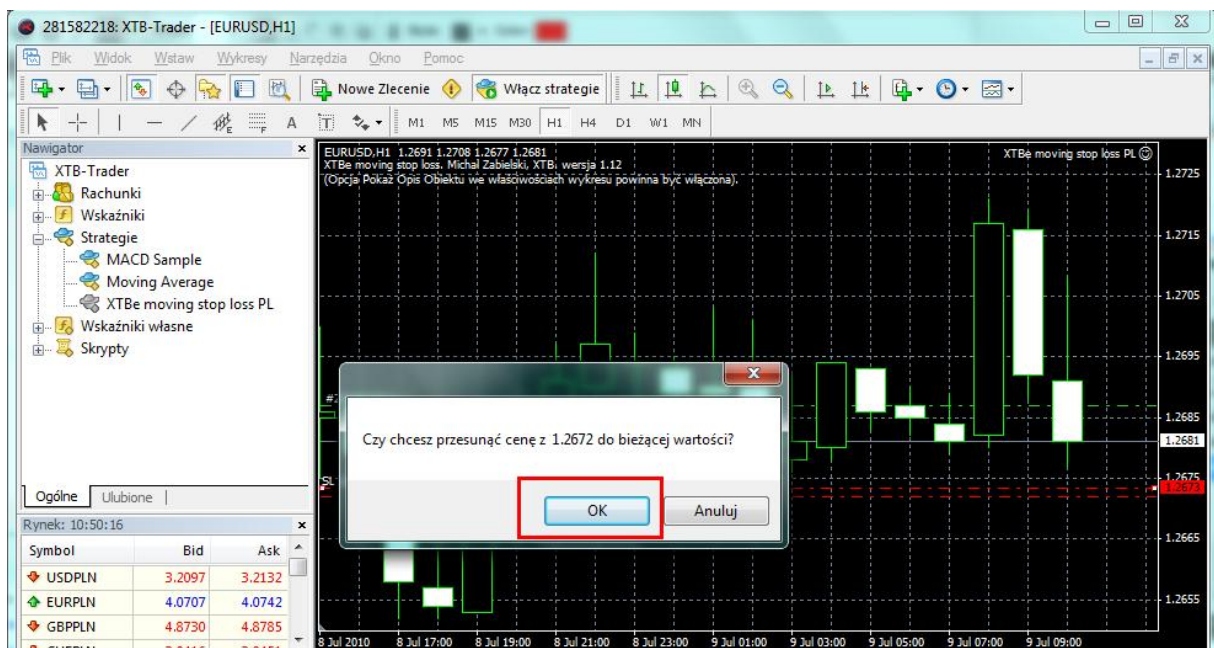 281582218: XTB-Trader - [EURUSD,H1]
Plik Widok Wstaw Wykresy Narzędzia Okno Pomoc
Nowe Zlecenie Włącz strategie
E F A T M1 M5 M15 M30 H1 H4 D1 W1 MN
Nawigator
XTB-Trader
Rachunki
Wskaźniki
Strategie
MACD Sample
Moving Average
XTBe moving stop loss PL
Wskaźniki własne
Skrypty
Ogólne Ulubione
Rynek: 10:50:16
Symbol Bid Ask
USDPLN 3.2097 3.2132
EURPLN 4.0707 4.0742
GBPPLN 4.8730 4.8785
EURUSD,H1 1.2691 1.2708 1.2677 1.2681
XTBe moving stop loss. Michal Zabielski, XTB. wersja 1.12
(Opcja Pokaż Opis Obiektu we właściwościach wykresu powinna być włączona).
XTBe moving stop loss PL
1.2725
1.2715
1.2705
1.2695
1.2685
1.2681
1.2675
1.2673
1.2665
1.2655
SL
Czy chcesz przesunąć cenę z 1.2672 do bieżącej wartości?
OK Anuluj
8 Jul 2010 8 Jul 17:00 8 Jul 19:00 8 Jul 21:00 8 Jul 23:00 9 Jul 01:00 9 Jul 03:00 9 Jul 05:00 9 Jul 07:00 9 Jul 09:00